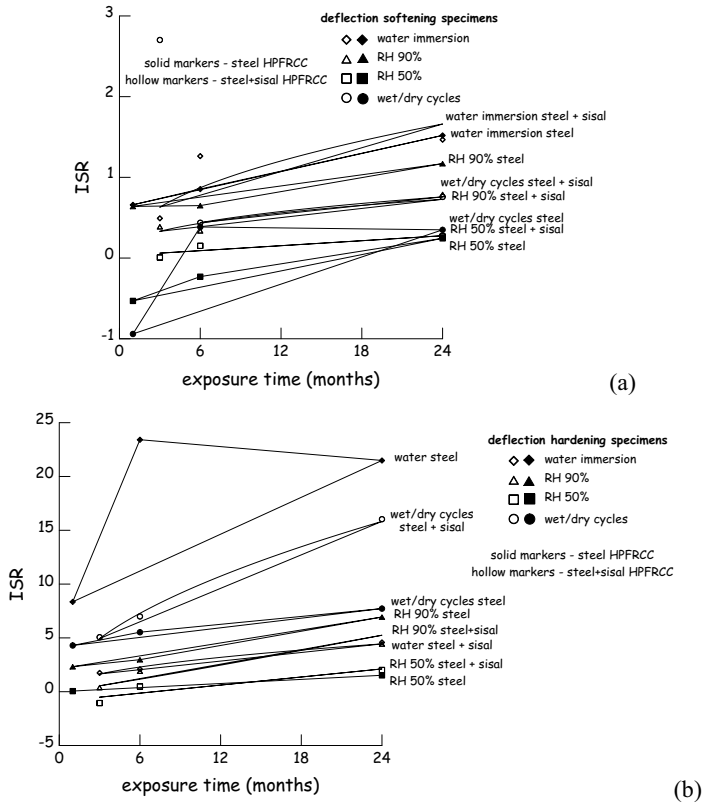 3
2
1
0
-1
ISR
0
6
12
18
24
exposure time (months)
deflection softening specimens
water immersion
RH 90%
RH 50%
wet/dry cycles
solid markers - steel HPFRCC
hollow markers - steel+sisal HPFRCC
water immersion steel + sisal
water immersion steel
RH 90% steel
wet/dry cycles steel + sisal
RH 90% steel + sisal
wet/dry cycles steel
RH 50% steel + sisal
RH 50% steel
(a)
25
20
15
10
5
0
-5
ISR
0
6
12
18
24
exposure time (months)
deflection hardening specimens
water immersion
RH 90%
RH 50%
wet/dry cycles
solid markers - steel HPFRCC
hollow markers - steel+sisal HPFRCC
water steel
wet/dry cycles
steel + sisal
wet/dry cycles steel
RH 90% steel
RH 90% steel+sisal
water steel + sisal
RH 50% steel + sisal
RH 50% steel
(b)